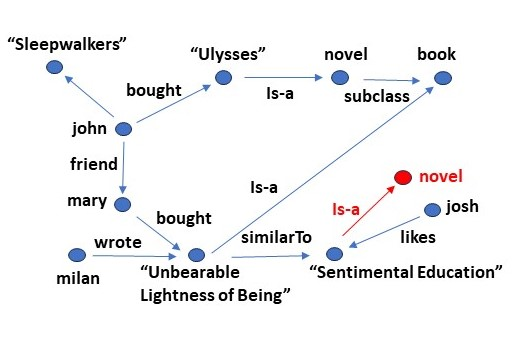 “Sleepwalkers”
“Ulysses”
novel
book
bought
Is-a
subclass
john
friend
novel
Is-a
mary
Is-a
josh
bought
wrote
similarTo
likes
milan
“Unbearable
Lightness of Being”
“Sentimental Education”